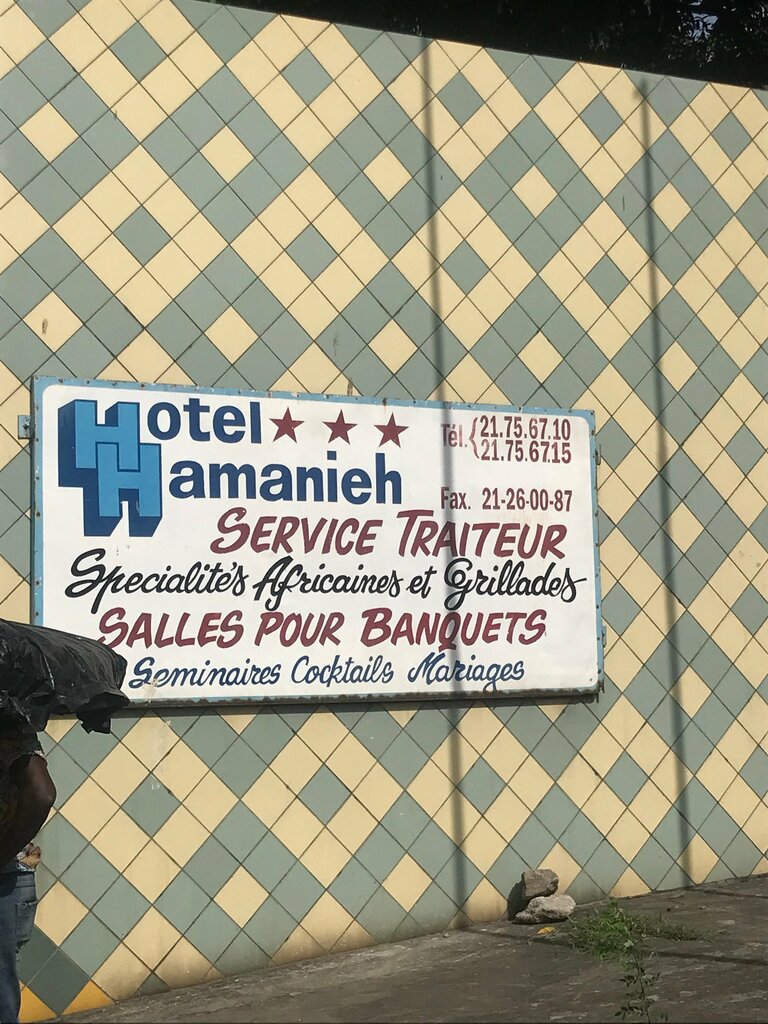 Hotel ★ ★ ★
Hamanieh
Tél. { 21.75.67.10
21.75.67.15
Fax. 21-26-00-87
SERVICE TRAITEUR
Specialités Africaines et Grillades
SALLES POUR BANQUETS
Seminaires Cocktails Mariages